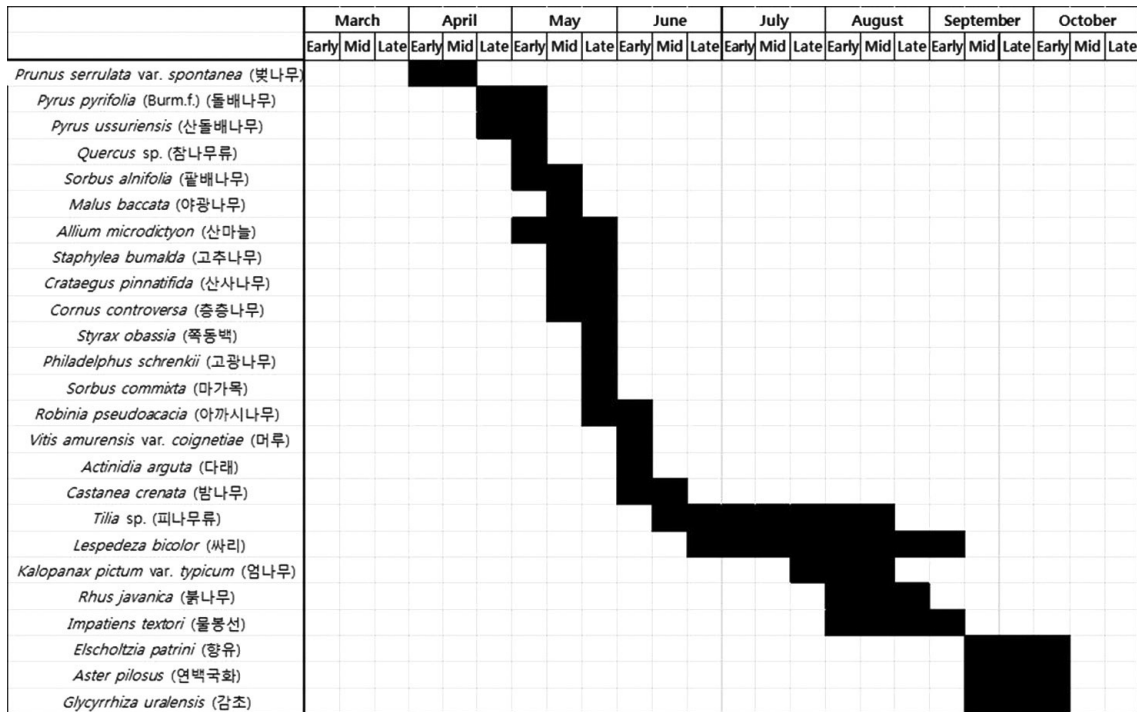 March April May June July August September October
Early Mid Late Early Mid Late Early Mid Late Early Mid Late Early Mid Late Early Mid Late Early Mid Late Early Mid Late
Prunus serrulata var. spontanea (벚나무)
Pyrus pyrifolia (Burm.f.) (돌배나무)
Pyrus ussuriensis (산돌배나무)
Quercus sp. (참나무류)
Sorbus alnifolia (팥배나무)
Malus baccata (야광나무)
Allium microdictyon (산마늘)
Staphylea bumalda (고추나무)
Crataegus pinnatifida (산사나무)
Cornus controversa (층층나무)
Styrax obassia (쪽동백)
Philadelphus schrenkii (고광나무)
Sorbus commixta (마가목)
Robinia pseudoacacia (아까시나무)
Vitis amurensis var. coignetiae (머루)
Actinidia arguta (다래)
Castanea crenata (밤나무)
Tilia sp. (피나무류)
Lespedeza bicolor (싸리)
Kalopanax pictum var. typicum (엄나무)
Rhus javanica (붉나무)
Impatiens textori (물봉선)
Elscholtzia patrini (향유)
Aster pilosus (연백국화)
Glycyrrhiza uralensis (감초)